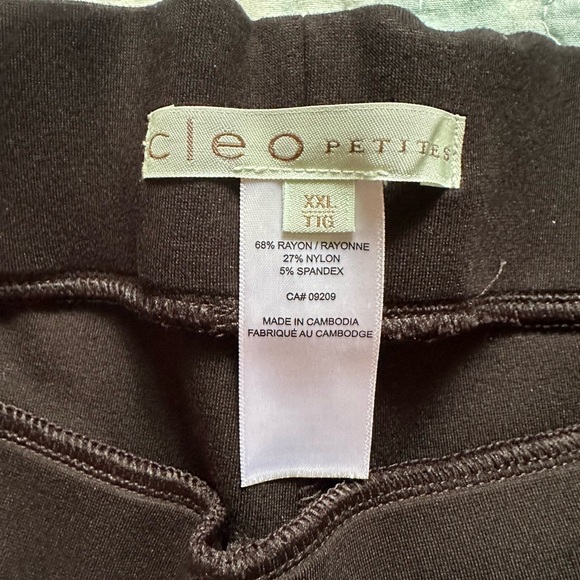 cleo PETITES
XXL
TTG
68% RAYON / RAYONNE
27% NYLON
5% SPANDEX
CA# 09209
MADE IN CAMBODIA
FABRIQUÉ AU CAMBODGE